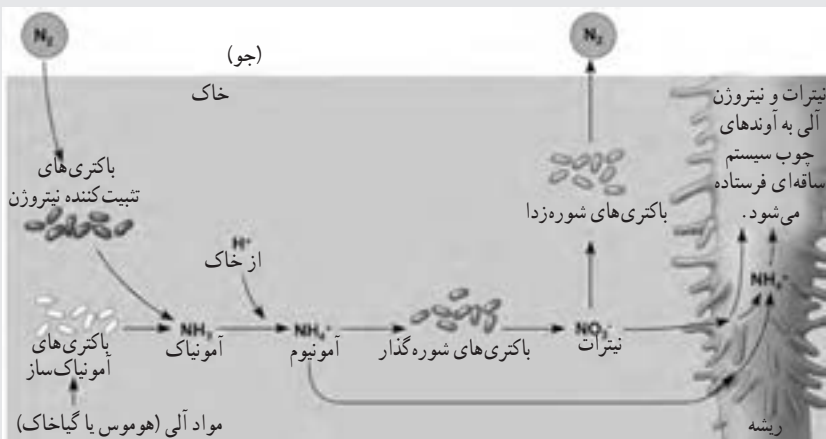 N₂
(جو)
N₂
خاک
باکتری‌های
تثبیت‌کننده نیتروژن
H⁺
از خاک
باکتری‌های
آمونیاک‌ساز
NH₃
آمونیاک
NH₄⁺
آمونیوم
باکتری‌های شوره‌گذار
باکتری‌های شوره‌زدا
NO₃⁻
نیترات
مواد آلی (هوموس یا گیاخاک)
نیترات و نیتروژن
آلی به آوندهای
چوب سیستم
ساقه‌ای فرستاده
می‌شود.
NH₄⁺
ریشه